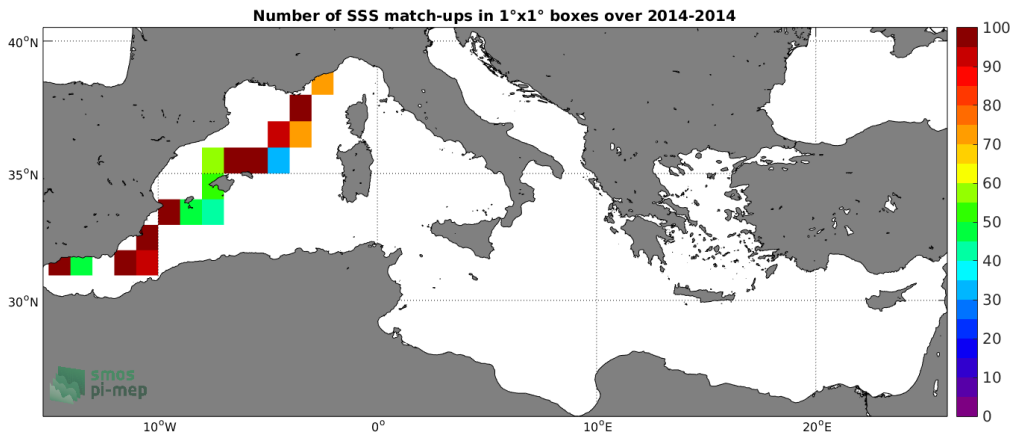 Number of SSS match-ups in 1°x1° boxes over 2014-2014
40°N
35°N
30°N
10°W
0°
10°E
20°E
100
90
80
70
60
50
40
30
20
10
0
smos
pi-mep